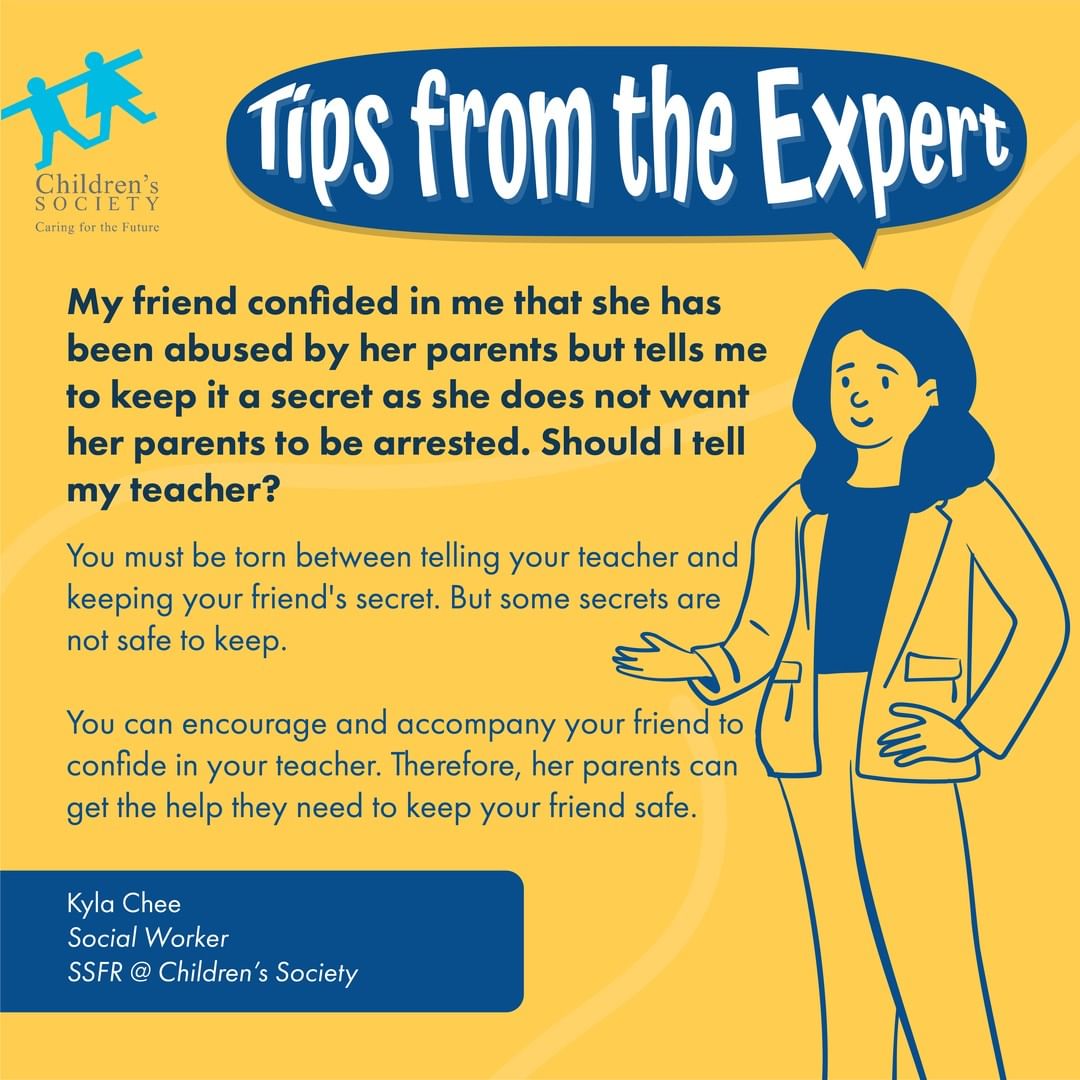 Children's
SOCIETY
Caring for the Future
Tips from the Expert
My friend confided in me that she has
been abused by her parents but tells me
to keep it a secret as she does not want
her parents to be arrested. Should I tell
my teacher?
You must be torn between telling your teacher and
keeping your friend's secret. But some secrets are
not safe to keep.
You can encourage and accompany your friend to
confide in your teacher. Therefore, her parents can
get the help they need to keep your friend safe.
Kyla Chee
Social Worker
SSFR @ Children's Society